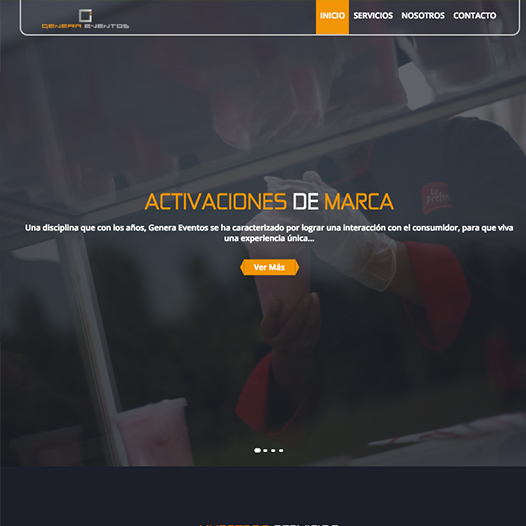 GENERA EVENTOS
INICIO SERVICIOS NOSOTROS CONTACTO
ACTIVACIONES DE MARCA
Una disciplina que con los años, Genera Eventos se ha caracterizado por lograr una interacción con el consumidor, para que viva
una experiencia única...
Ver Más